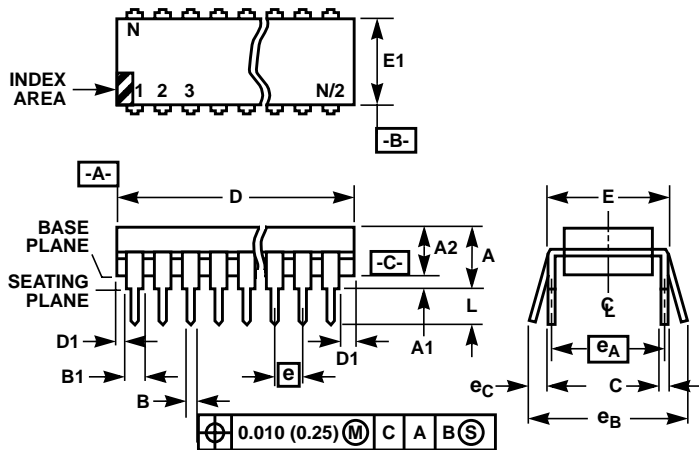 N
E1
INDEX
AREA
1 2 3 N/2
-B-
-A-
D
E
BASE
PLANE
A2
A
-C-
SEATING
PLANE
L
D1
A1
D1
B1
e
eA
eC
C
B
eB
0.010 (0.25) M C A B S